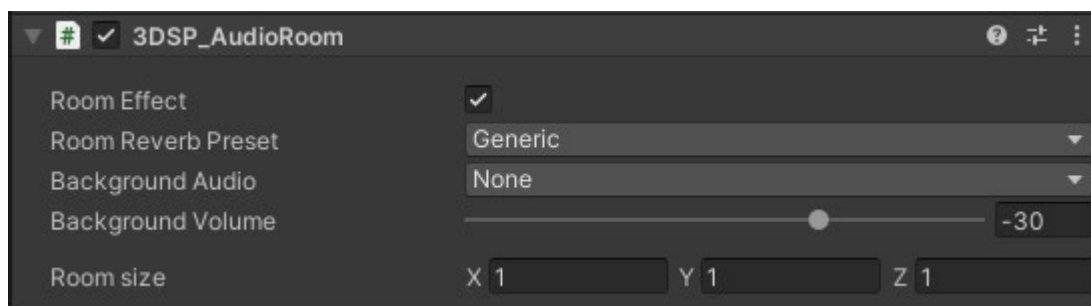 # 3DSP_AudioRoom
Room Effect
Room Reverb Preset Generic
Background Audio None
Background Volume -30
Room size X 1 Y 1 Z 1